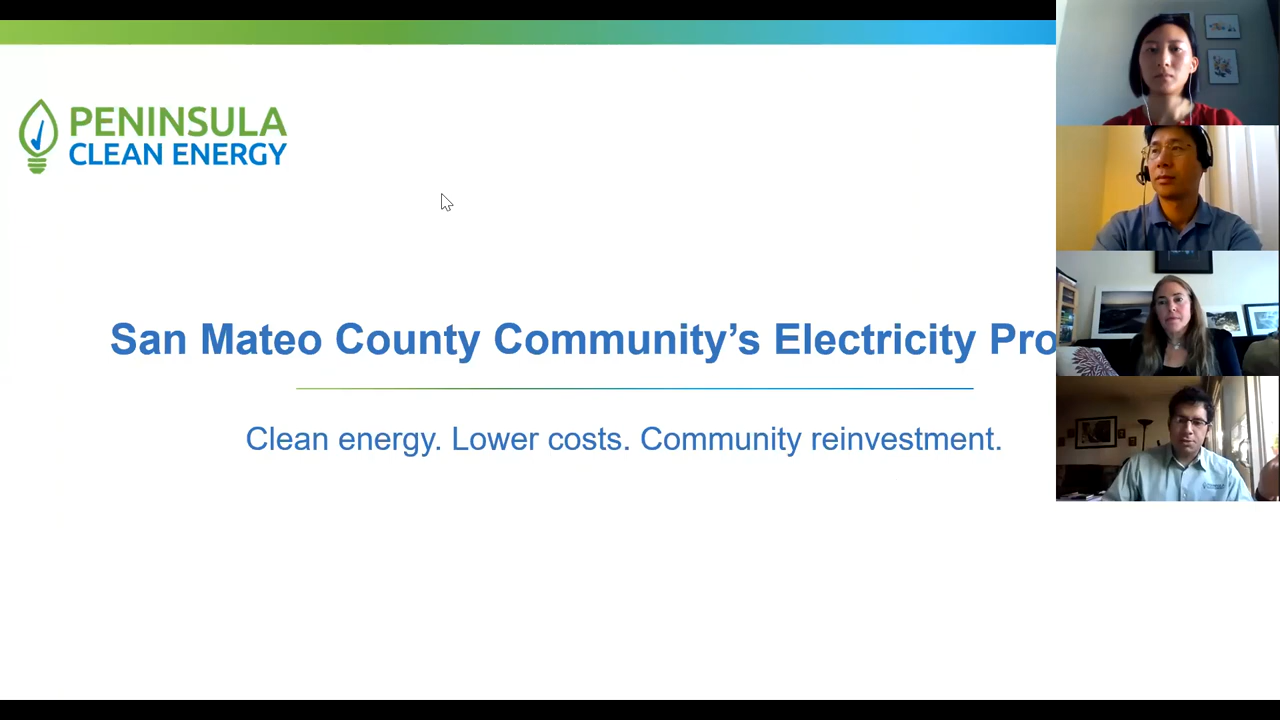 PENINSULA
CLEAN ENERGY
San Mateo County Community's Electricity Pro
Clean energy. Lower costs. Community reinvestment.